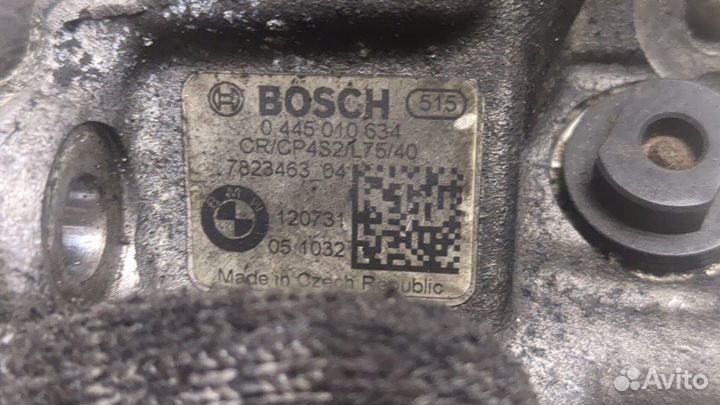 BOSCH 515
0 445 010 634
CR/CP4S2/L75/40
7823463_04
BMW
120731
05 1032
Made in Czech Republic
Avito